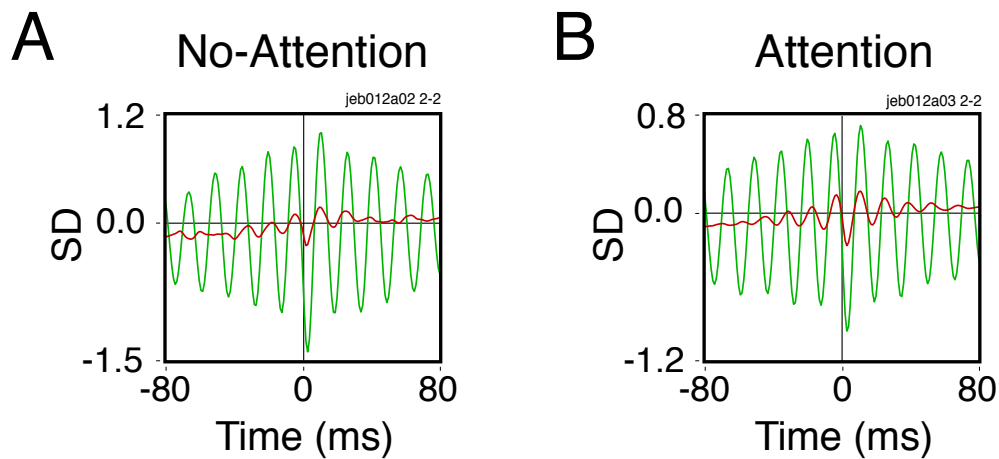 A
No-Attention
jeb012a02 2-2
1.2
0.0
-1.5
SD
-80
0
80
Time (ms)
B
Attention
jeb012a03 2-2
0.8
0.0
-1.2
SD
-80
0
80
Time (ms)